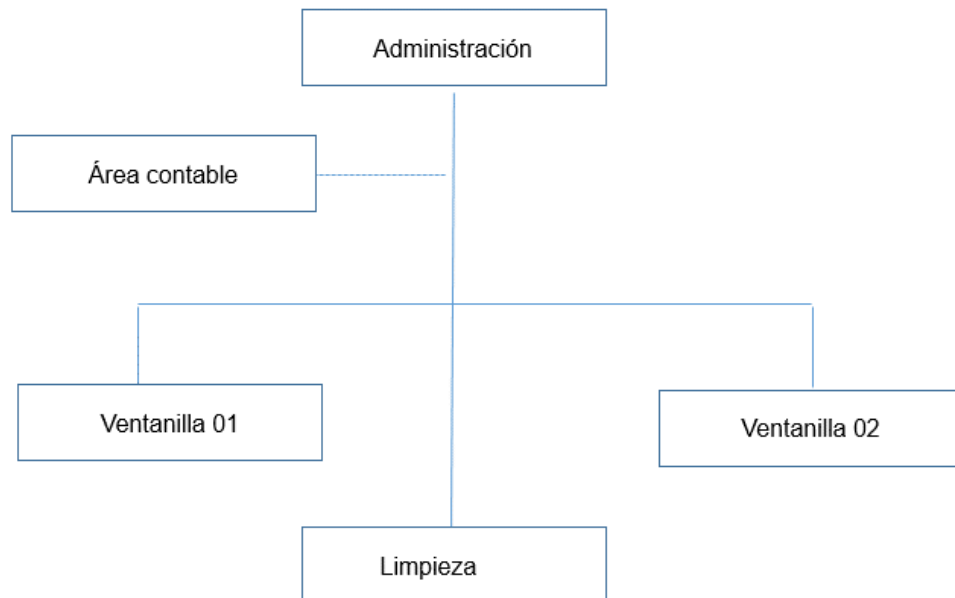 Administración
Área contable
Ventanilla 01
Ventanilla 02
Limpieza